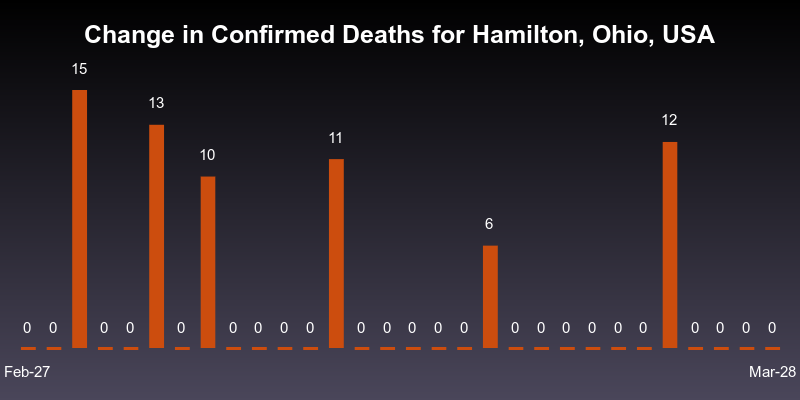 Change in Confirmed Deaths for Hamilton, Ohio, USA
0 0 15 0 0 13 0 10 0 0 0 0 11 0 0 0 0 0 6 0 0 0 0 0 0 12 0 0 0 0
Feb-27 Mar-28